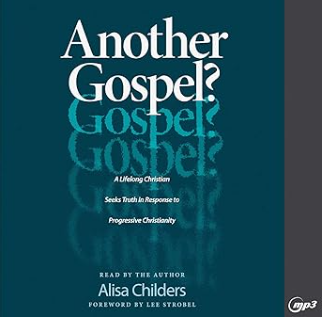 Another
Gospel?
Gospel?
Gospel?
Gospel?
A Lifelong Christian
Seeks Truth in Response to
Progressive Christianity
READ BY THE AUTHOR
Alisa Childers
FOREWORD BY LEE STROBEL
mp3